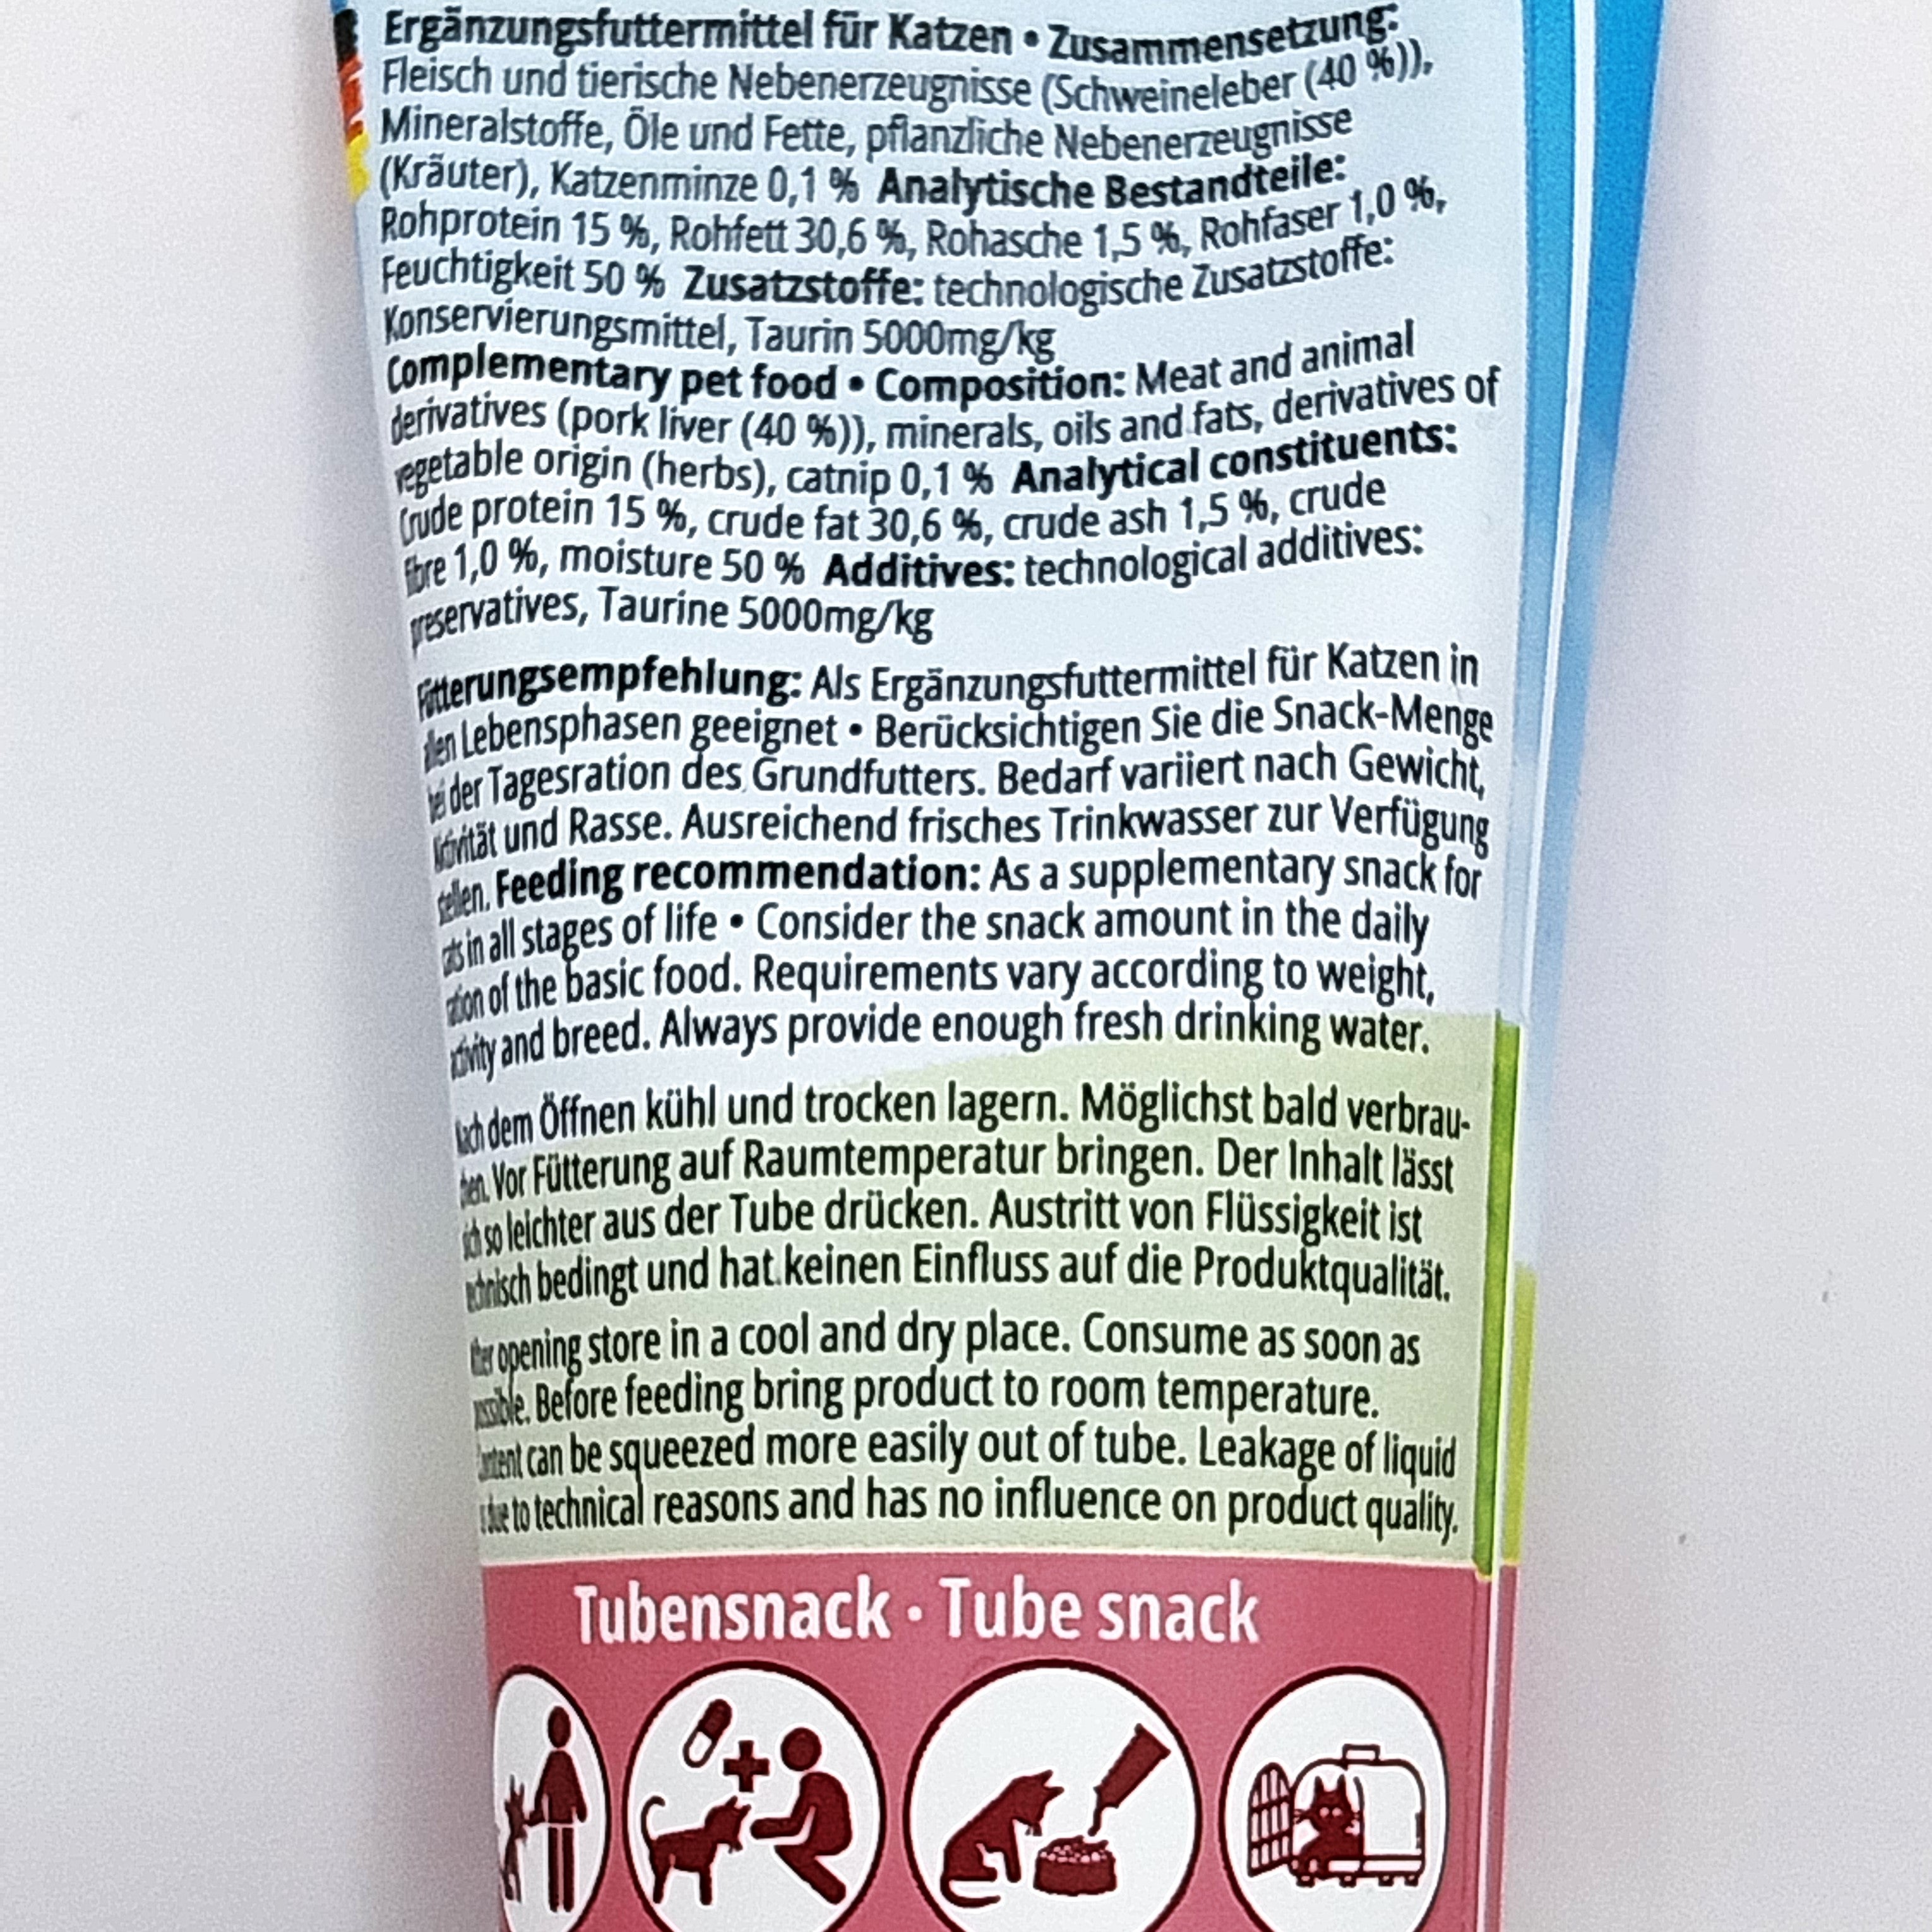 Ergänzungsfuttermittel für Katzen • Zusammensetzung:
Fleisch und tierische Nebenerzeugnisse (Schweineleber (40 %)),
Mineralstoffe, Öle und Fette, pflanzliche Nebenerzeugnisse
(Kräuter), Katzenminze 0,1 % Analytische Bestandteile:
Rohprotein 15 %, Rohfett 30,6 %, Rohasche 1,5 %, Rohfaser 1,0 %,
Feuchtigkeit 50 % Zusatzstoffe: technologische Zusatzstoffe:
Konservierungsmittel, Taurin 5000mg/kg
Complementary pet food • Composition: Meat and animal
derivatives (pork liver (40 %)), minerals, oils and fats, derivatives of
vegetable origin (herbs), catnip 0,1 % Analytical constituents:
Crude protein 15 %, crude fat 30,6 %, crude ash 1,5 %, crude
fibre 1,0 %, moisture 50 % Additives: technological additives:
preservatives, Taurine 5000mg/kg
Fütterungsempfehlung: Als Ergänzungsfuttermittel für Katzen in
allen Lebensphasen geeignet • Berücksichtigen Sie die Snack-Menge
bei der Tagesration des Grundfutters. Bedarf variiert nach Gewicht,
Aktivität und Rasse. Ausreichend frisches Trinkwasser zur Verfügung
stellen. Feeding recommendation: As a supplementary snack for
cats in all stages of life • Consider the snack amount in the daily
ration of the basic food. Requirements vary according to weight,
activity and breed. Always provide enough fresh drinking water.
Nach dem Öffnen kühl und trocken lagern. Möglichst bald verbrau-
chen. Vor Fütterung auf Raumtemperatur bringen. Der Inhalt lässt
sich so leichter aus der Tube drücken. Austritt von Flüssigkeit ist
technisch bedingt und hat keinen Einfluss auf die Produktqualität.
After opening store in a cool and dry place. Consume as soon as
possible. Before feeding bring product to room temperature.
Content can be squeezed more easily out of tube. Leakage of liquid
is due to technical reasons and has no influence on product quality.
Tubensnack · Tube snack